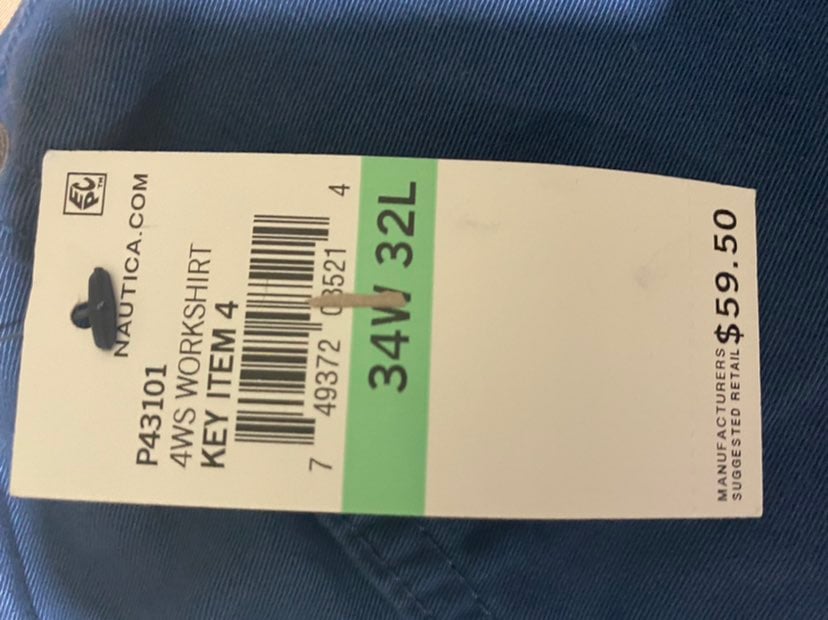 EPC™
NAUTICA.COM
P43101
4WS WORKSHIRT
KEY ITEM 4
7 49372 03521 4
34W 32L
MANUFACTURERS
SUGGESTED RETAIL $59.50